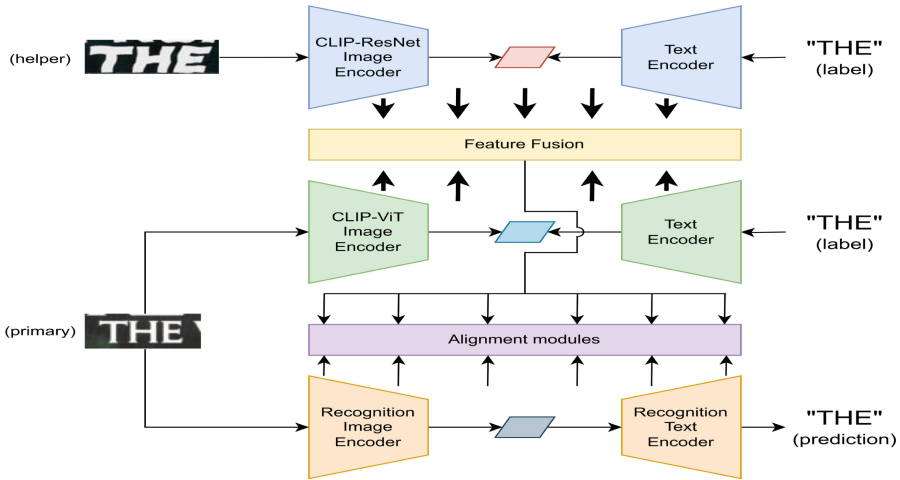 (helper)
THE
CLIP-ResNet
Image
Encoder
Text
Encoder
"THE"
(label)
Feature Fusion
CLIP-ViT
Image
Encoder
Text
Encoder
"THE"
(label)
(primary)
THE
Alignment modules
Recognition
Image
Encoder
Recognition
Text
Encoder
"THE"
(prediction)